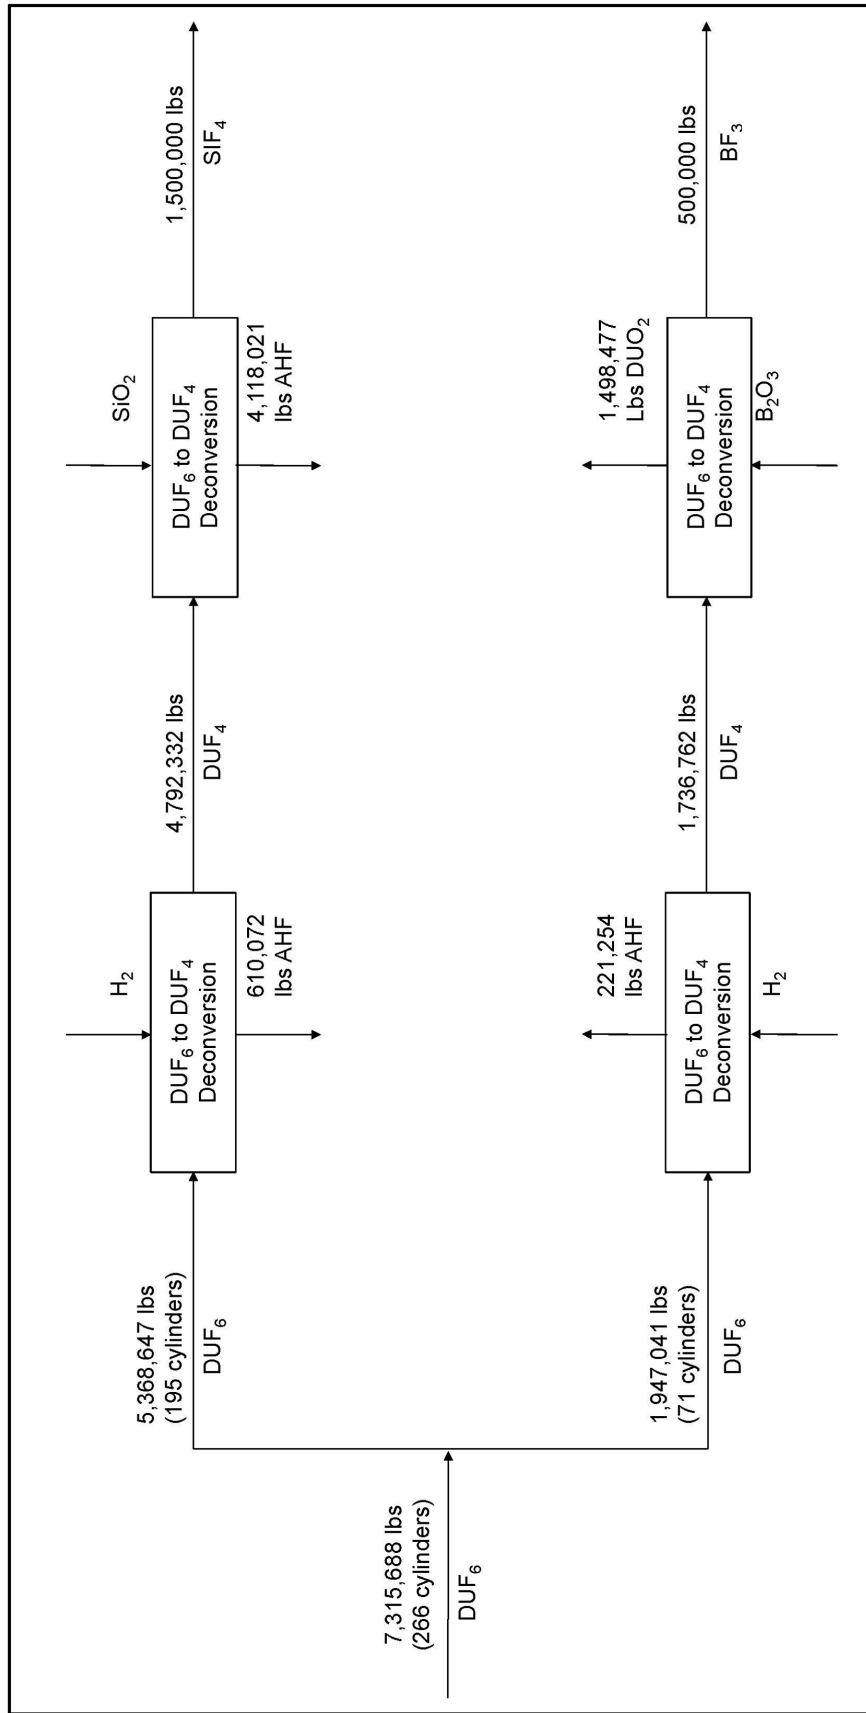 7,315,688 lbs
(266 cylinders)
DUF₆
5,368,647 lbs
(195 cylinders)
DUF₆
H₂
DUF₆ to DUF₄
Deconversion
610,072
lbs AHF
4,792,332 lbs
DUF₄
SiO₂
DUF₆ to DUF₄
Deconversion
4,118,021
lbs AHF
1,500,000 lbs
SIF₄
1,947,041 lbs
(71 cylinders)
DUF₆
221,254
lbs AHF
DUF₆ to DUF₄
Deconversion
H₂
1,736,762 lbs
DUF₄
1,498,477
Lbs DUO₂
DUF₆ to DUF₄
Deconversion
B₂O₃
500,000 lbs
BF₃